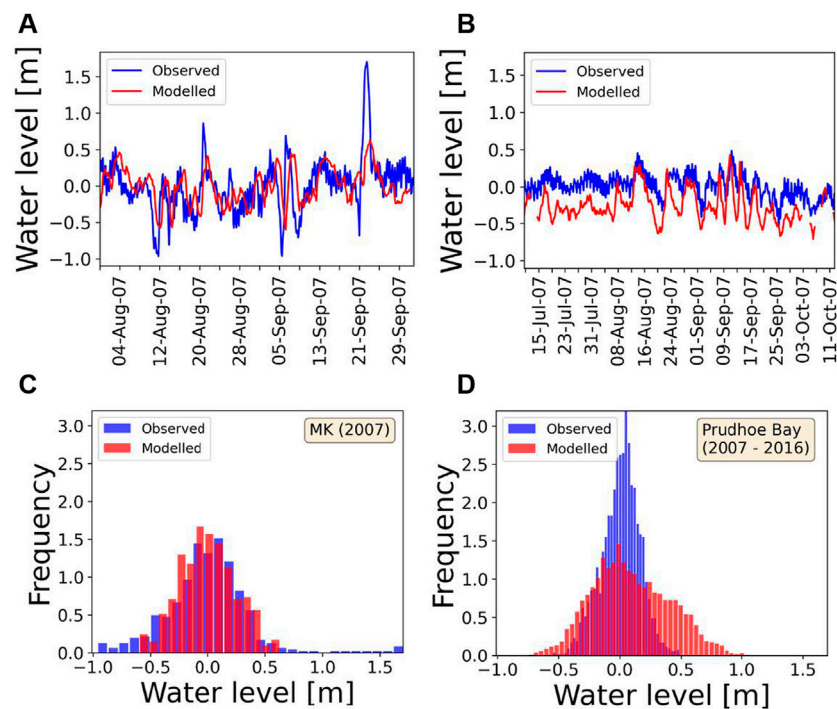 A
Water level [m]
1.5
1.0
0.5
0.0
−0.5
−1.0
Observed
Modelled
04-Aug-07
12-Aug-07
20-Aug-07
28-Aug-07
05-Sep-07
13-Sep-07
21-Sep-07
29-Sep-07
B
Water level [m]
1.5
1.0
0.5
0.0
−0.5
−1.0
Observed
Modelled
15-Jul-07
23-Jul-07
31-Jul-07
08-Aug-07
16-Aug-07
24-Aug-07
01-Sep-07
09-Sep-07
17-Sep-07
25-Sep-07
03-Oct-07
11-Oct-07
C
Frequency
3.0
2.5
2.0
1.5
1.0
0.5
0.0
Observed
Modelled
MK (2007)
−1.0 −0.5 0.0 0.5 1.0 1.5
Water level [m]
D
Frequency
3.0
2.5
2.0
1.5
1.0
0.5
0.0
Observed
Modelled
Prudhoe Bay
(2007 - 2016)
−1.0 −0.5 0.0 0.5 1.0 1.5
Water level [m]